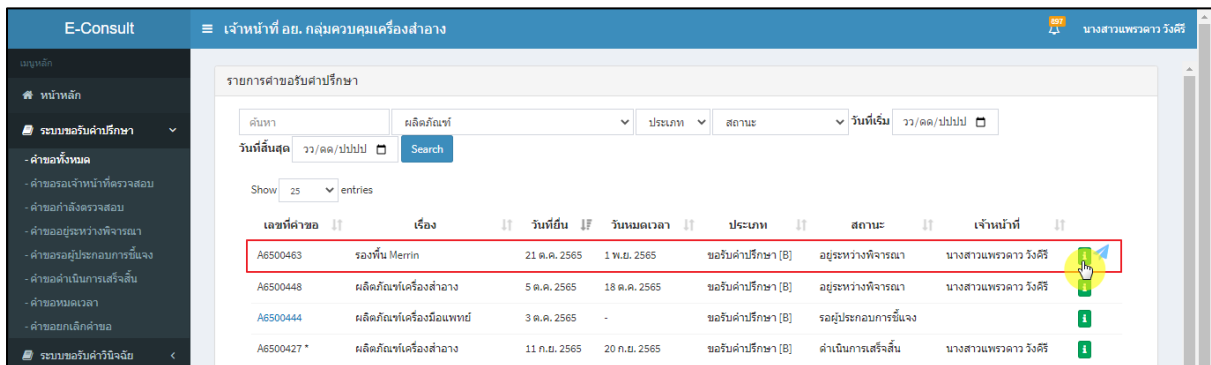 E-Consult
เจ้าหน้าที่ อย. กลุ่มควบคุมเครื่องสำอาง
897
นางสาวแพรวดาว วังคีรี
เมนูหลัก
หน้าหลัก
ระบบขอรับคำปรึกษา
- คำขอทั้งหมด
- คำขอรอเจ้าหน้าที่ตรวจสอบ
- คำขอกำลังตรวจสอบ
- คำขออยู่ระหว่างพิจารณา
- คำขอรอผู้ประกอบการชี้แจง
- คำขอดำเนินการเสร็จสิ้น
- คำขอหมดเวลา
- คำขอยกเลิกคำขอ
ระบบขอรับคำวินิจฉัย
รายการคำขอรับคำปรึกษา
ค้นหา ผลิตภัณฑ์ ประเภท สถานะ วันที่เริ่ม วว/ดด/ปปปป
วันที่สิ้นสุด วว/ดด/ปปปป Search
Show 25 entries
เลขที่คำขอ เรื่อง วันที่ยื่น วันหมดเวลา ประเภท สถานะ เจ้าหน้าที่
A6500463 รองพื้น Merrin 21 ต.ค. 2565 1 พ.ย. 2565 ขอรับคำปรึกษา [B] อยู่ระหว่างพิจารณา นางสาวแพรวดาว วังคีรี
A6500448 ผลิตภัณฑ์เครื่องสำอาง 5 ต.ค. 2565 18 ต.ค. 2565 ขอรับคำปรึกษา [B] อยู่ระหว่างพิจารณา นางสาวแพรวดาว วังคีรี
A6500444 ผลิตภัณฑ์เครื่องมือแพทย์ 3 ต.ค. 2565 - ขอรับคำปรึกษา [B] รอผู้ประกอบการชี้แจง
A6500427 * ผลิตภัณฑ์เครื่องสำอาง 11 ก.ย. 2565 20 ก.ย. 2565 ขอรับคำปรึกษา [B] ดำเนินการเสร็จสิ้น นางสาวแพรวดาว วังคีรี